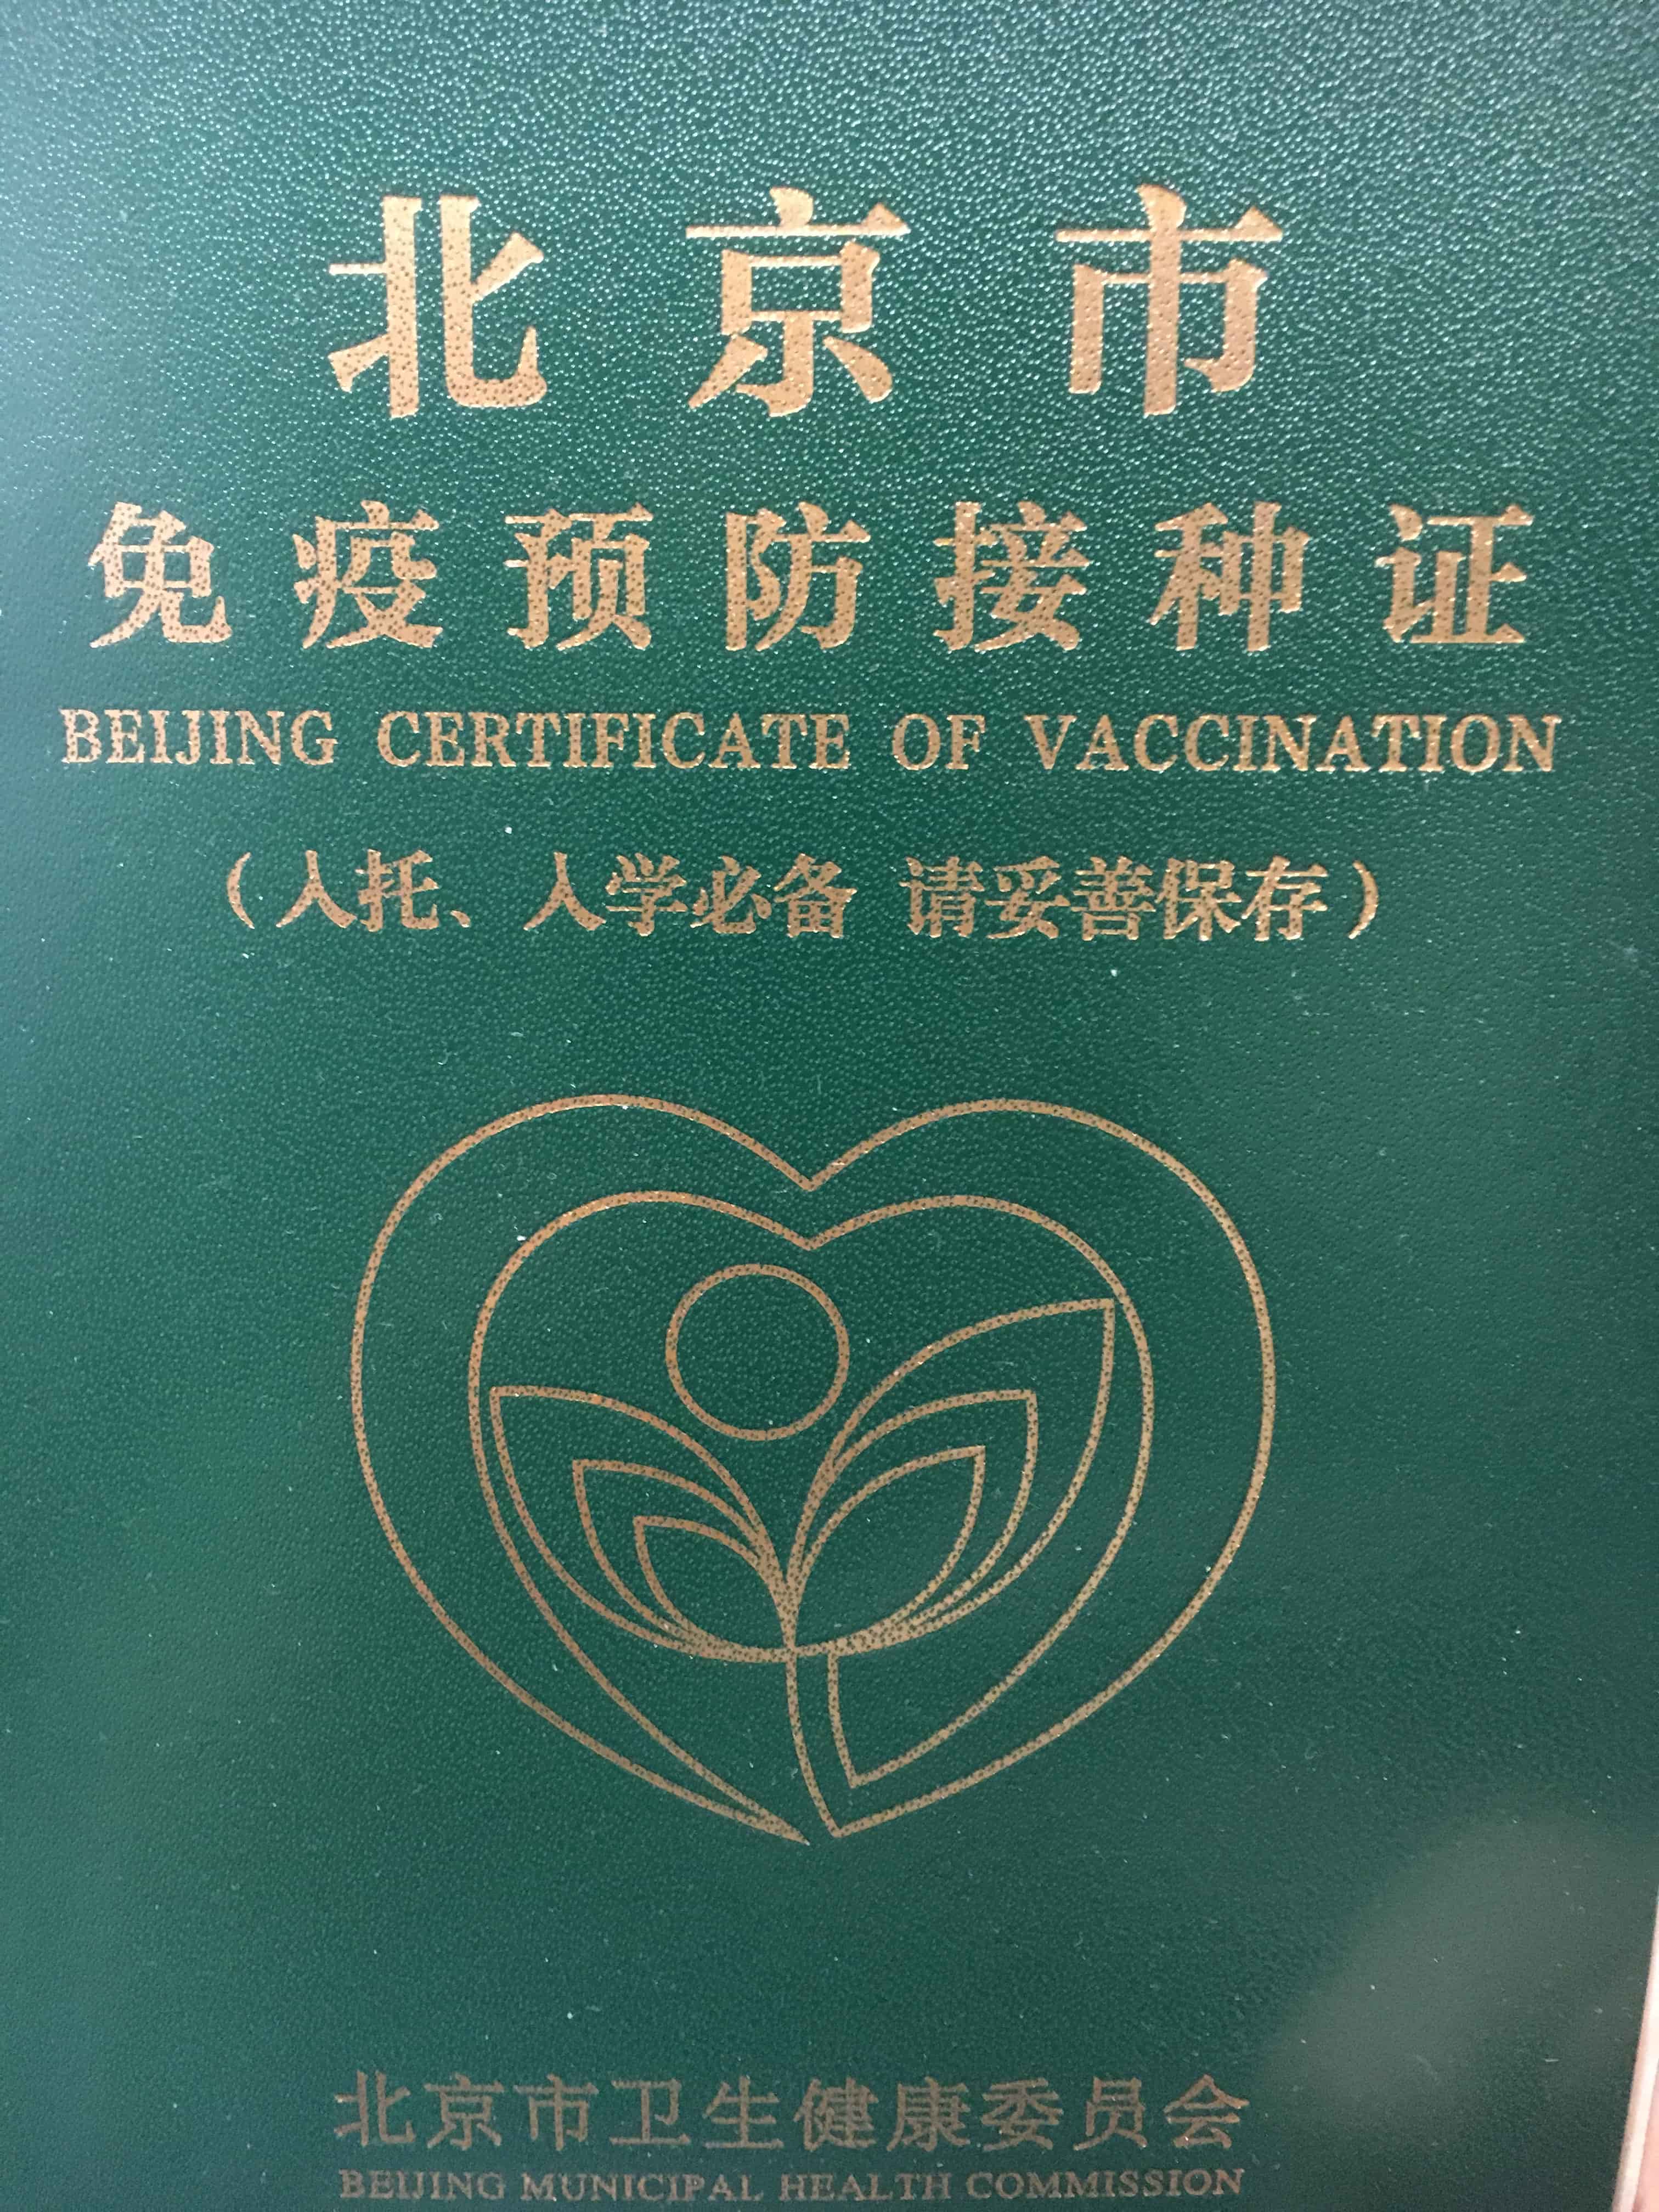 北京市
免疫预防接种证
BEIJING CERTIFICATE OF VACCINATION
（入托、入学必备 请妥善保存）
北京市卫生健康委员会
BEIJING MUNICIPAL HEALTH COMMISSION